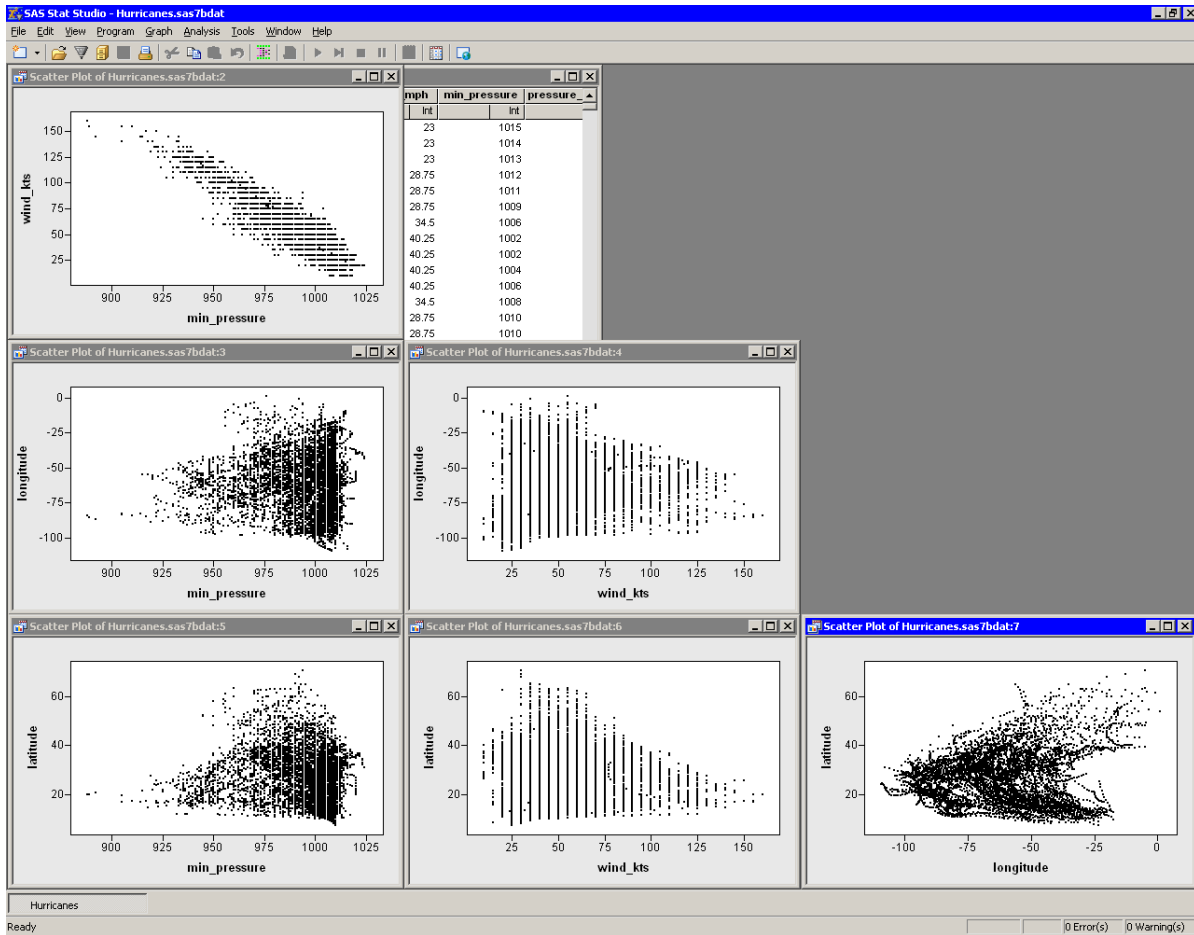 SAS Stat Studio - Hurricanes.sas7bdat
File Edit View Program Graph Analysis Tools Window Help
Scatter Plot of Hurricanes.sas7bdat:2
150
125
100
75
50
25
wind_kts
900 925 950 975 1000 1025
min_pressure
mph min_pressure pressure_
Int Int
23 1015
23 1014
23 1013
28.75 1012
28.75 1011
28.75 1009
34.5 1006
40.25 1002
40.25 1002
40.25 1004
40.25 1006
34.5 1008
28.75 1010
28.75 1010
Scatter Plot of Hurricanes.sas7bdat:3
0
-25
-50
-75
-100
longitude
900 925 950 975 1000 1025
min_pressure
Scatter Plot of Hurricanes.sas7bdat:4
0
-25
-50
-75
-100
longitude
25 50 75 100 125 150
wind_kts
Scatter Plot of Hurricanes.sas7bdat:5
60
40
20
latitude
900 925 950 975 1000 1025
min_pressure
Scatter Plot of Hurricanes.sas7bdat:6
60
40
20
latitude
25 50 75 100 125 150
wind_kts
Scatter Plot of Hurricanes.sas7bdat:7
60
40
20
latitude
-100 -75 -50 -25 0
longitude
Hurricanes
Ready 0 Error(s) 0 Warning(s)